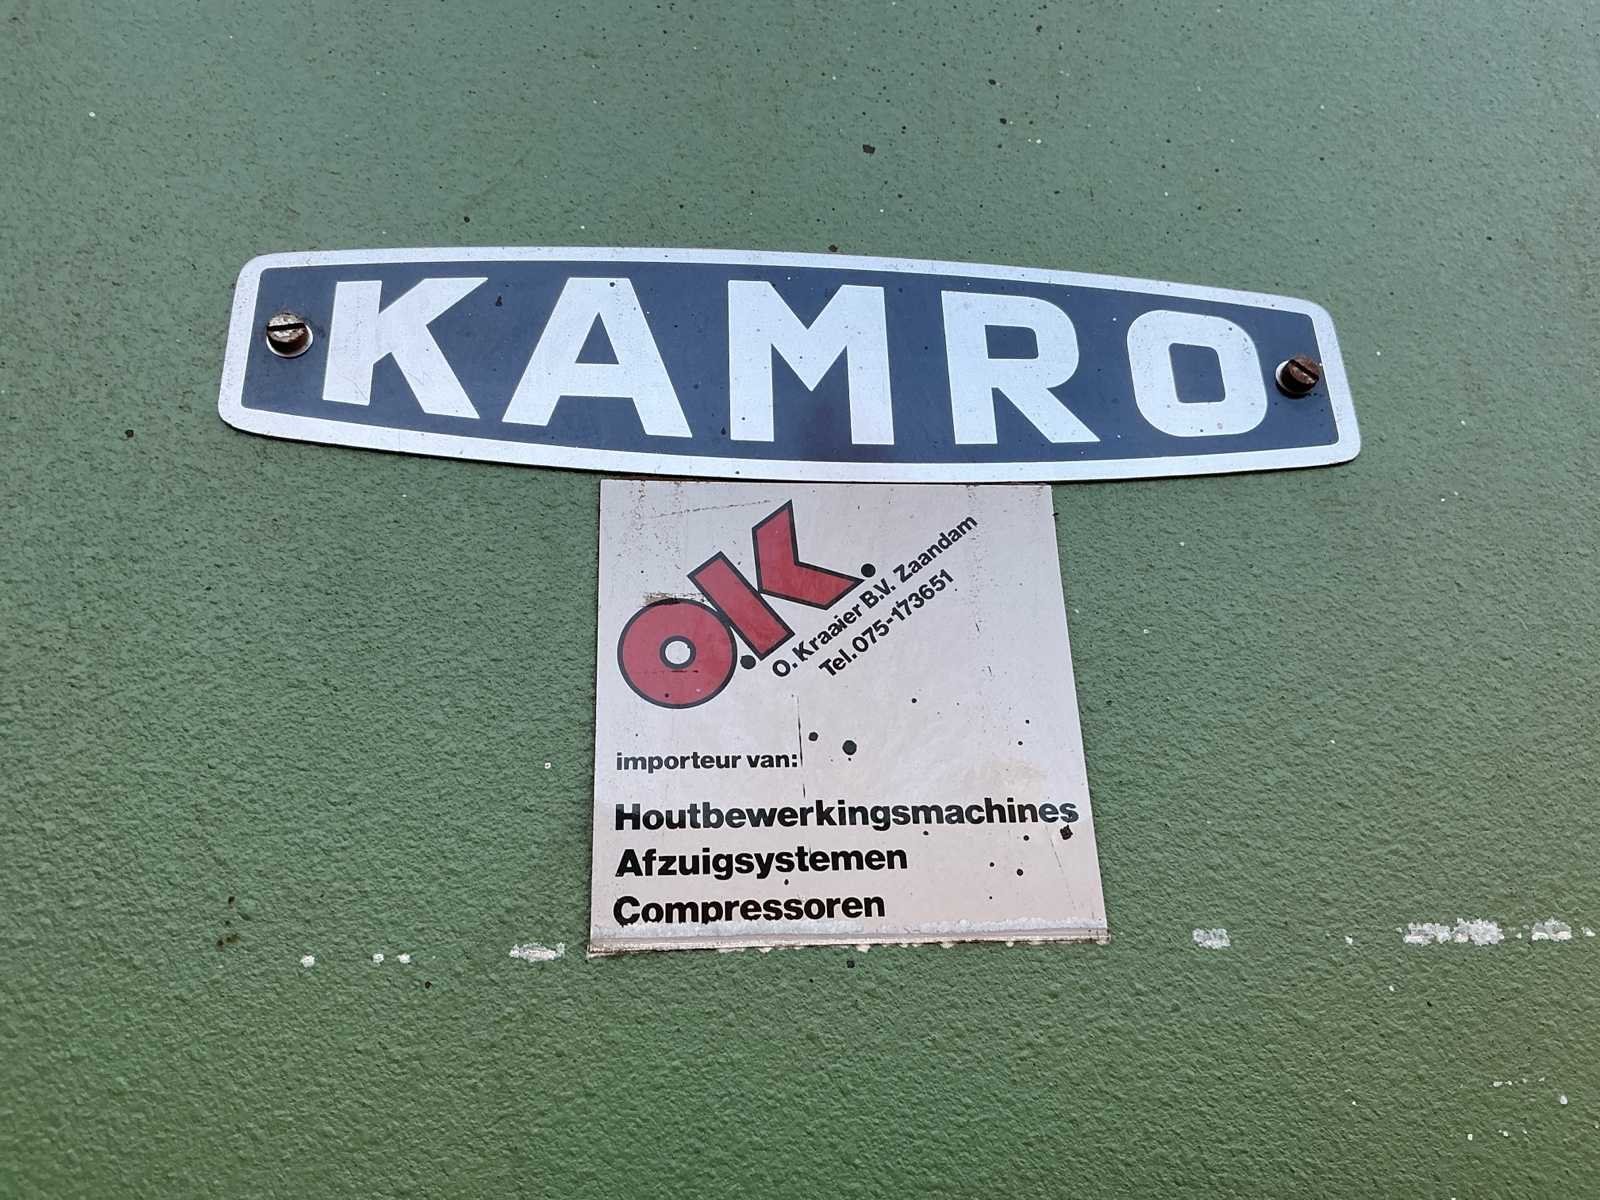 KAMRO
O.K.
O. Kraaier B.V. Zaandam
Tel. 075-173651
importeur van:
Houtbewerkingsmachines
Afzuigsystemen
Compressoren